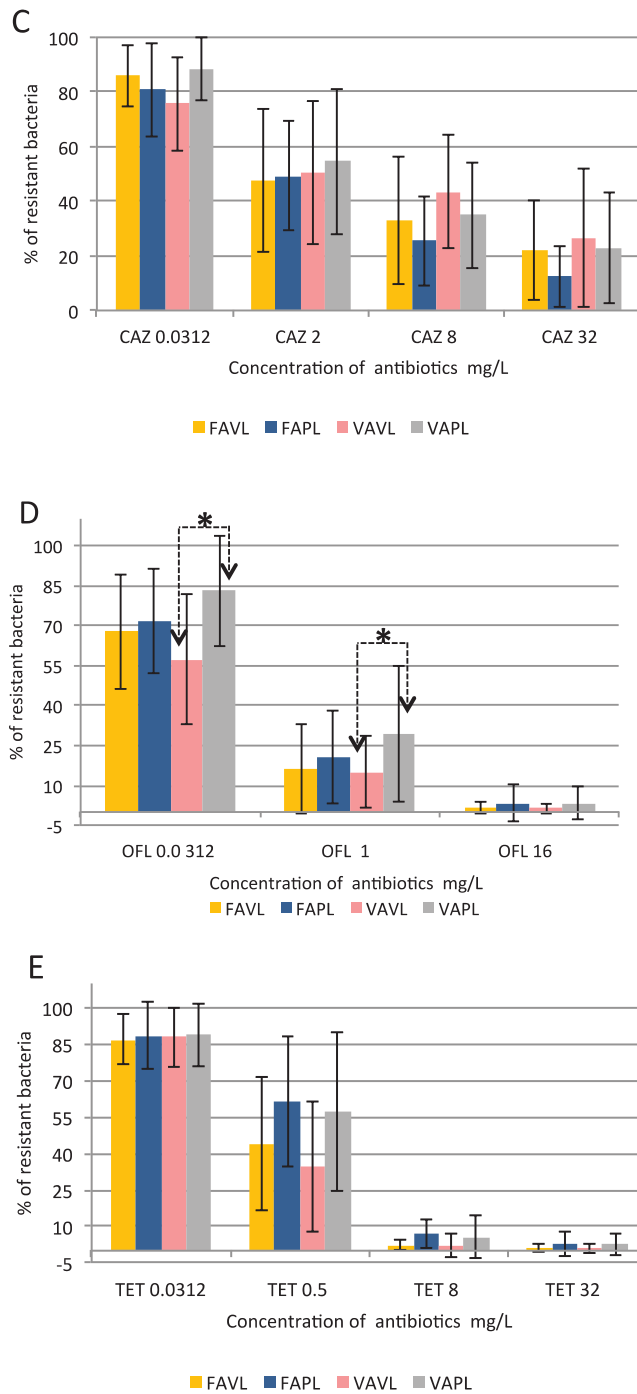 C
100
80
60
40
20
0
% of resistant bacteria
CAZ 0.0312 CAZ 2 CAZ 8 CAZ 32
Concentration of antibiotics mg/L
FAVL FAPL VAVL VAPL
D
100
85
70
55
40
25
10
-5
% of resistant bacteria
*
*
OFL 0.0 312 OFL 1 OFL 16
Concentration of antibiotics mg/L
FAVL FAPL VAVL VAPL
E
100
85
70
55
40
25
10
-5
% of resistant bacteria
TET 0.0312 TET 0.5 TET 8 TET 32
Concentration of antibiotics mg/L
FAVL FAPL VAVL VAPL